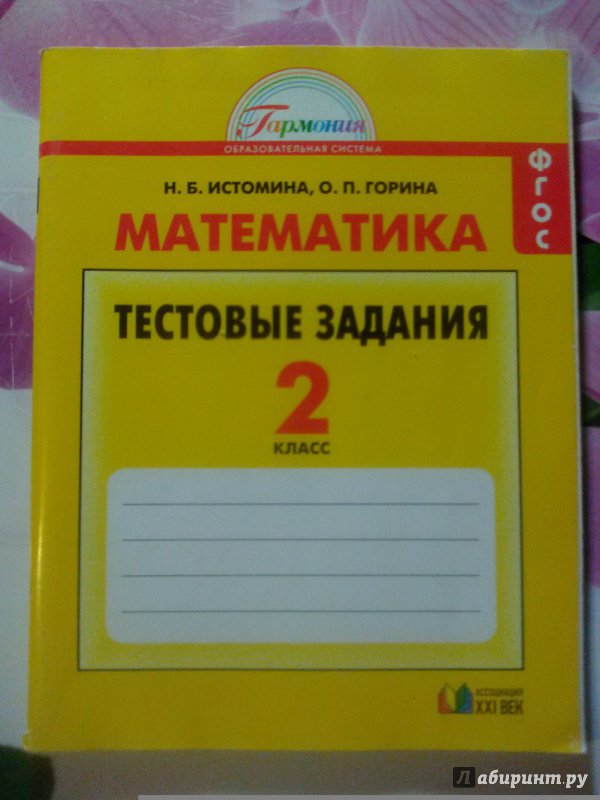 Гармония
ОБРАЗОВАТЕЛЬНАЯ СИСТЕМА
ФГОС
Н. Б. ИСТОМИНА, О. П. ГОРИНА
МАТЕМАТИКА
ТЕСТОВЫЕ ЗАДАНИЯ
2
КЛАСС
АССОЦИАЦИЯ
XXI ВЕК
Лабиринт.ру